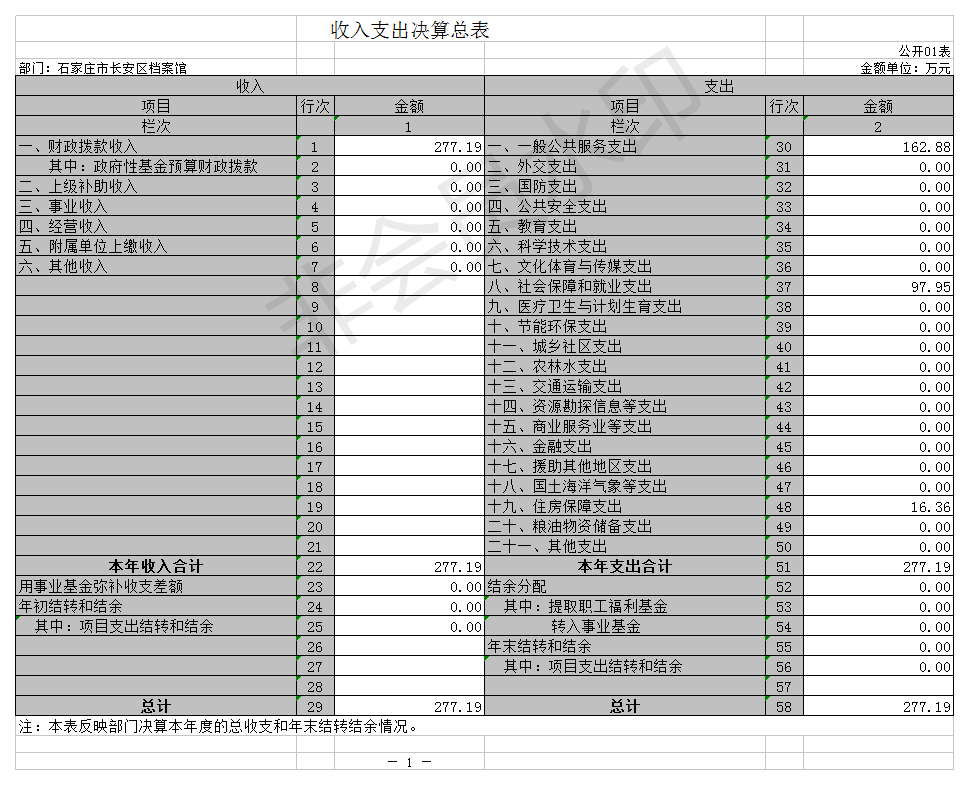 收入支出决算总表
公开01表
部门：石家庄市长安区档案馆 金额单位：万元
收入 支出
项目 行次 金额 项目 行次 金额
栏次 1 栏次 2
一、财政拨款收入 1 277.19 一、一般公共服务支出 30 162.88
其中：政府性基金预算财政拨款 2 0.00 二、外交支出 31 0.00
二、上级补助收入 3 0.00 三、国防支出 32 0.00
三、事业收入 4 0.00 四、公共安全支出 33 0.00
四、经营收入 5 0.00 五、教育支出 34 0.00
五、附属单位上缴收入 6 0.00 六、科学技术支出 35 0.00
六、其他收入 7 0.00 七、文化体育与传媒支出 36 0.00
8 八、社会保障和就业支出 37 97.95
9 九、医疗卫生与计划生育支出 38 0.00
10 十、节能环保支出 39 0.00
11 十一、城乡社区支出 40 0.00
12 十二、农林水支出 41 0.00
13 十三、交通运输支出 42 0.00
14 十四、资源勘探信息等支出 43 0.00
15 十五、商业服务业等支出 44 0.00
16 十六、金融支出 45 0.00
17 十七、援助其他地区支出 46 0.00
18 十八、国土海洋气象等支出 47 0.00
19 十九、住房保障支出 48 16.36
20 二十、粮油物资储备支出 49 0.00
21 二十一、其他支出 50 0.00
本年收入合计 22 277.19 本年支出合计 51 277.19
用事业基金弥补收支差额 23 0.00 结余分配 52 0.00
年初结转和结余 24 0.00 其中：提取职工福利基金 53 0.00
其中：项目支出结转和结余 25 0.00 转入事业基金 54 0.00
26 年末结转和结余 55 0.00
27 其中：项目支出结转和结余 56 0.00
28 57
总计 29 277.19 总计 58 277.19
注：本表反映部门决算本年度的总收支和年末结转结余情况。
－ 1 －
非会员水印